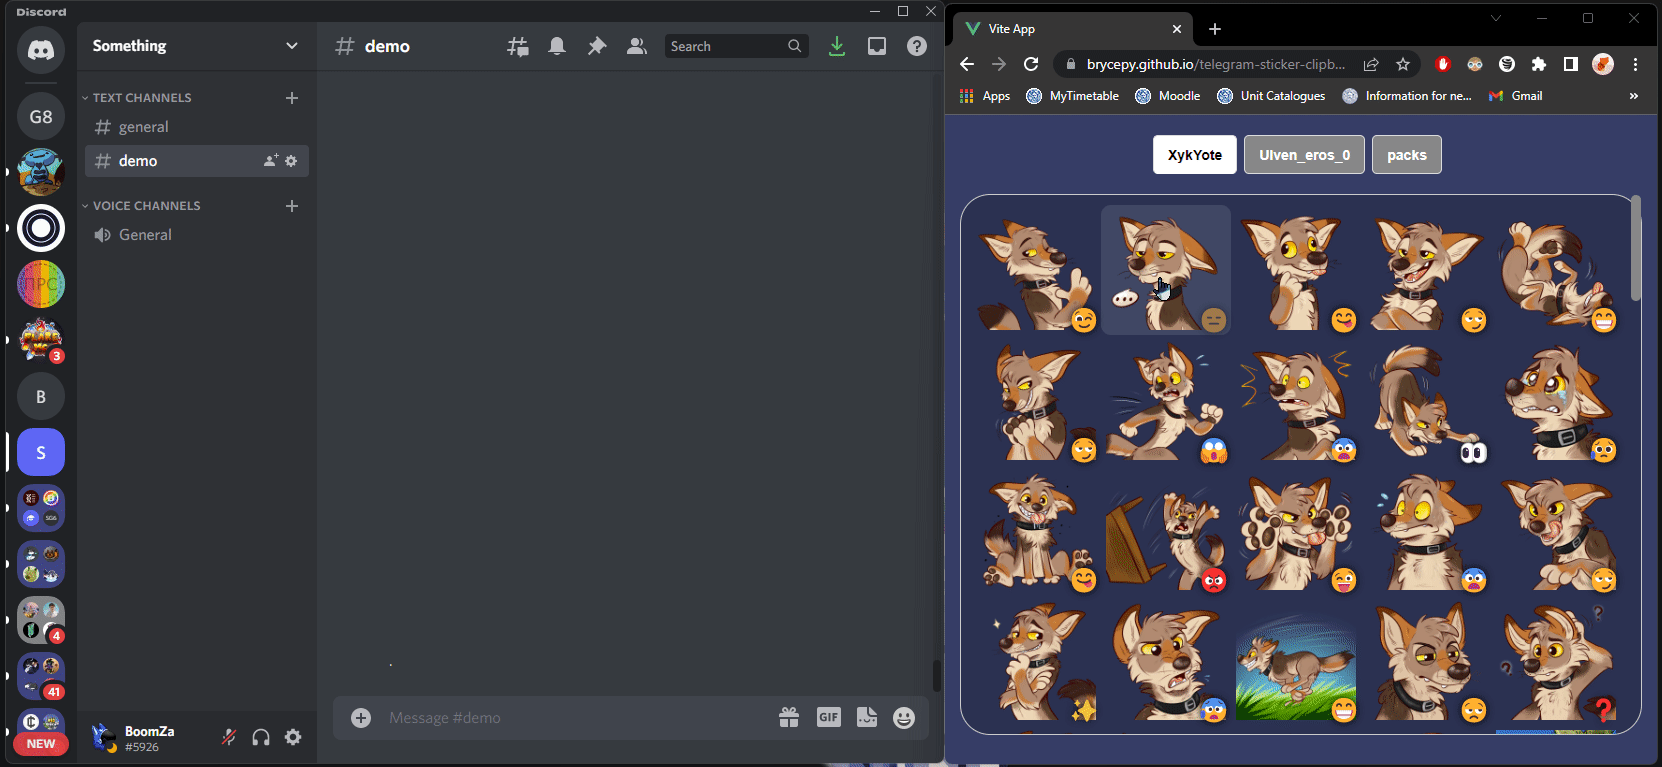 Discord
Something
TEXT CHANNELS
general
demo
VOICE CHANNELS
General
BoomZa
#5926
G8
ПРС
3
B
S
SGA
4
41
NEW
demo
Search
.
Message #demo
GIF
Vite App
brycepy.github.io/telegram-sticker-clipb...
Apps
MyTimetable
Moodle
Unit Catalogues
Information for ne...
Gmail
»
XykYote
Ulven_eros_0
packs